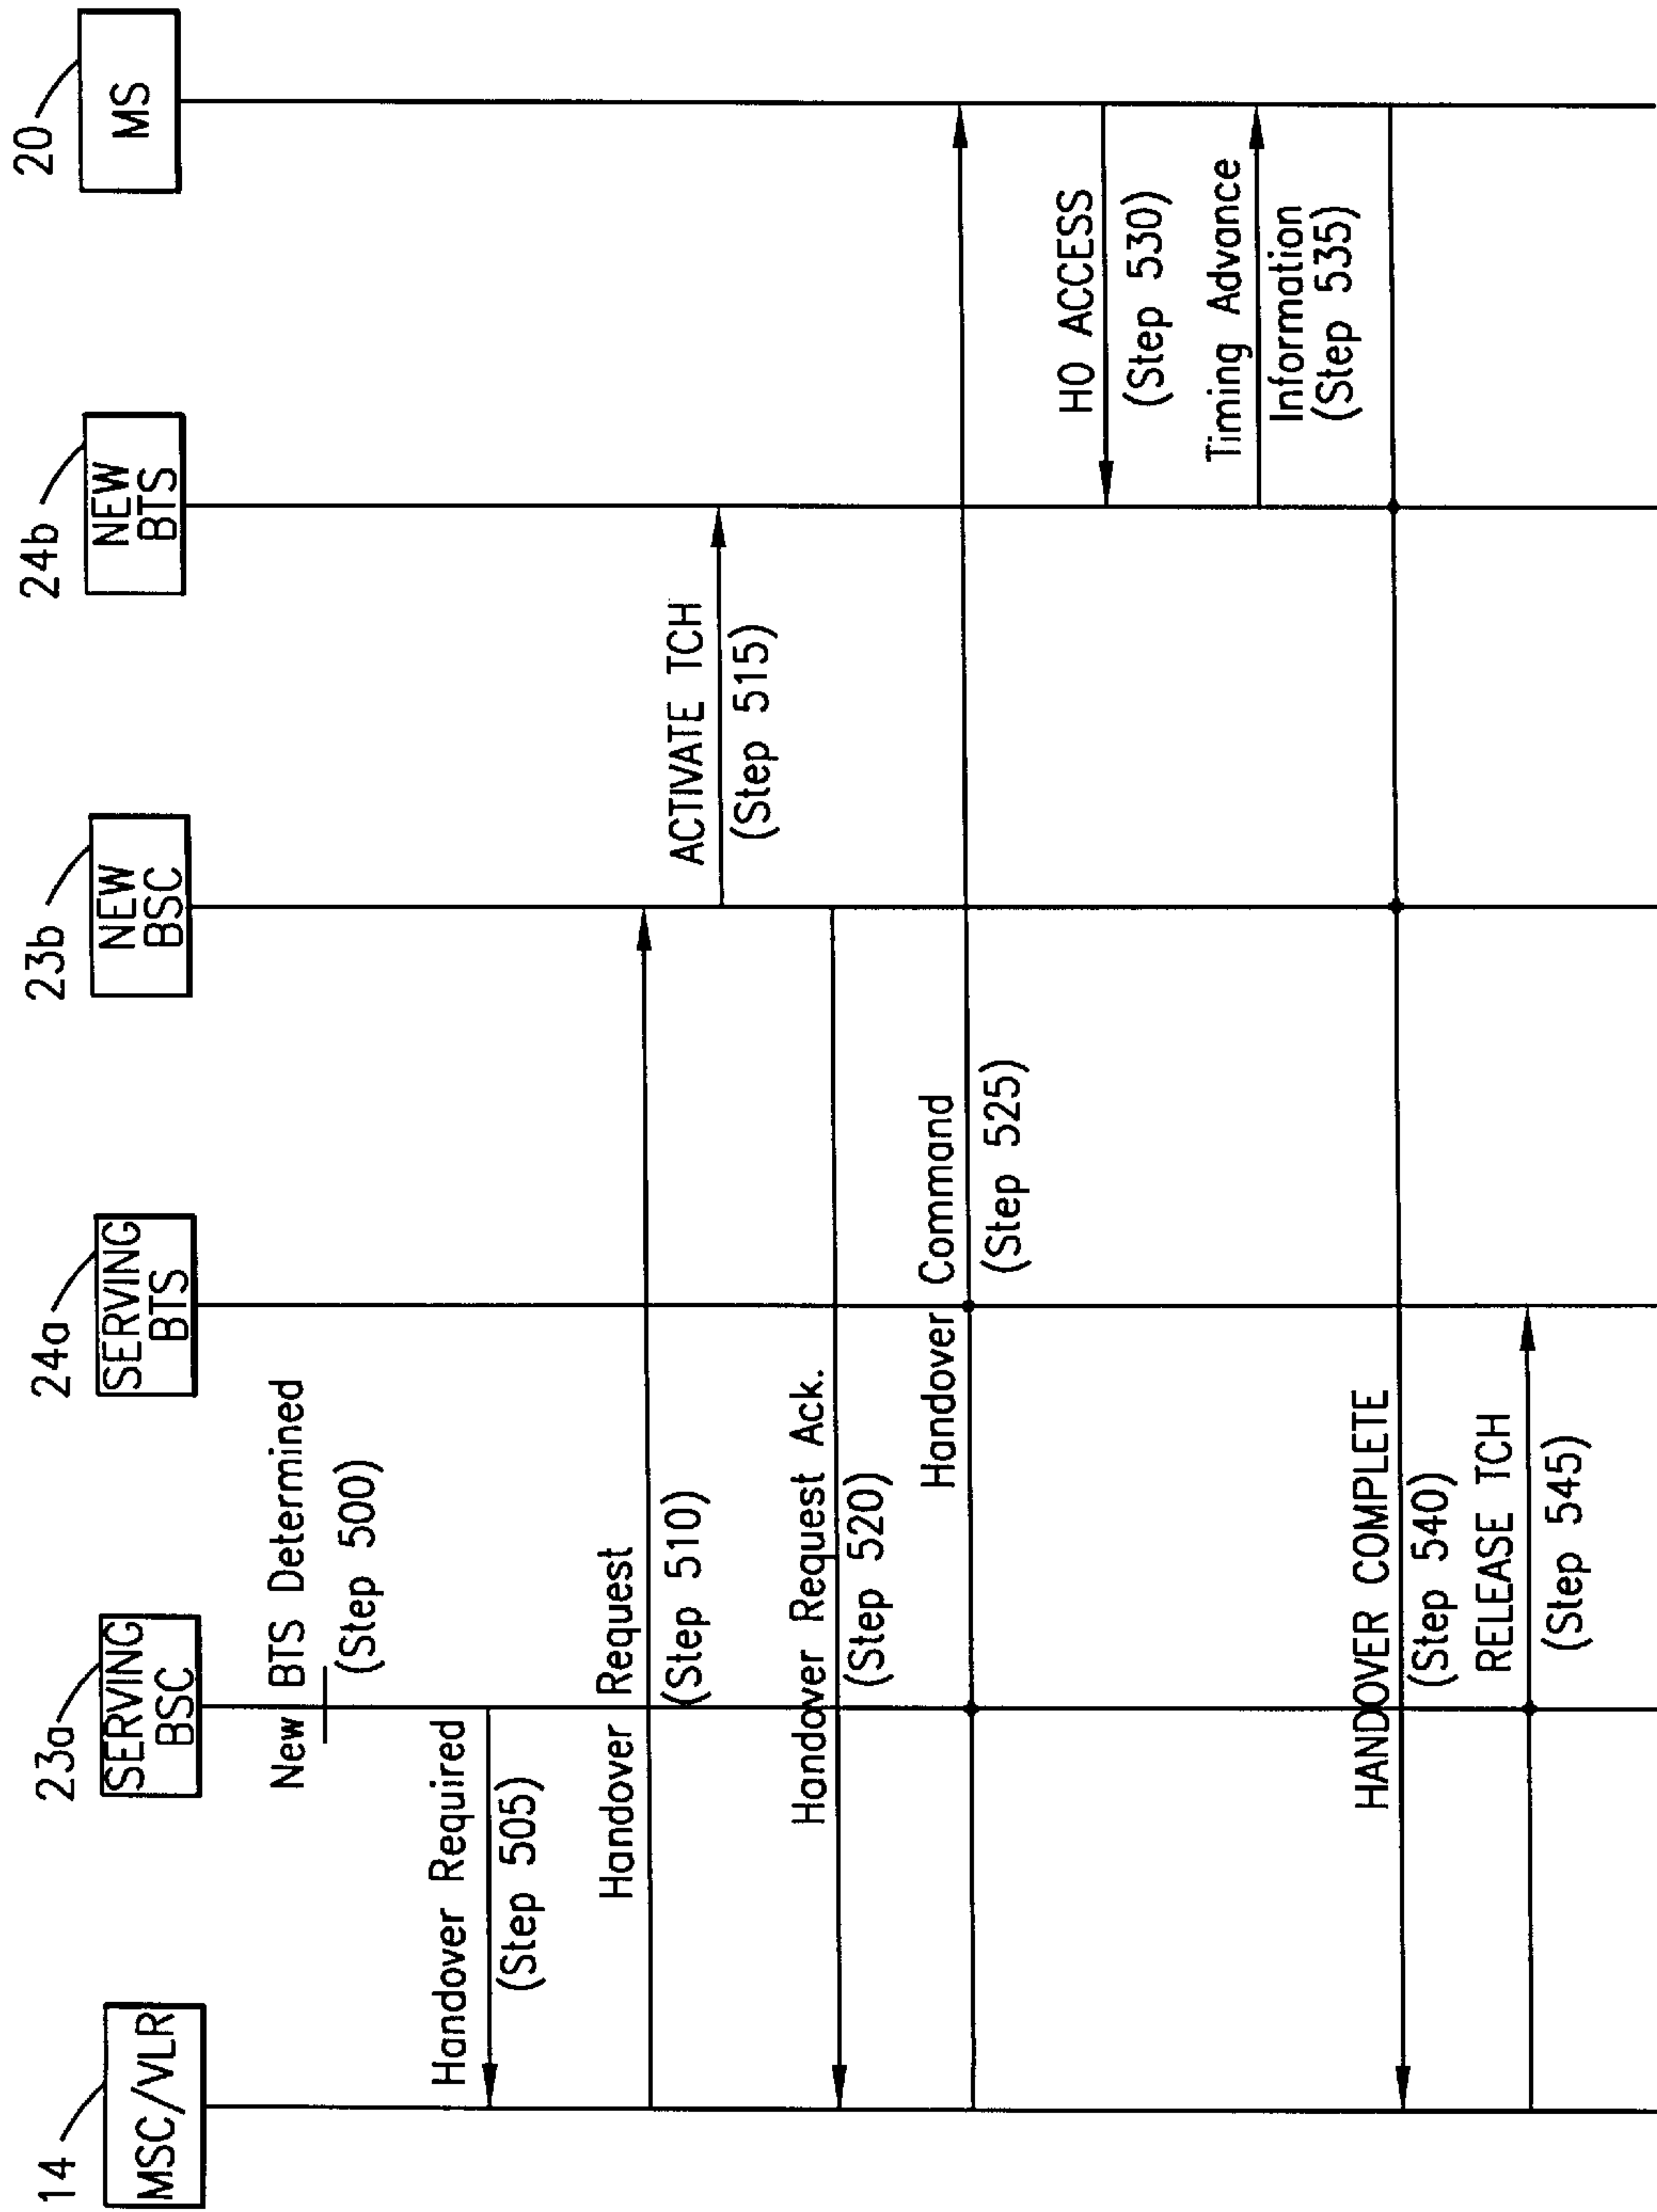 14
MSC/VLR
23a
SERVING
BSC
24a
SERVING
BTS
23b
NEW
BSC
24b
NEW
BTS
20
MS
New BTS Determined
(Step 500)
Handover Required
(Step 505)
Handover Request
(Step 510)
ACTIVATE TCH
(Step 515)
Handover Request Ack.
(Step 520)
Handover Command
(Step 525)
HO ACCESS
(Step 530)
Timing Advance
Information
(Step 535)
HANDOVER COMPLETE
(Step 540)
RELEASE TCH
(Step 545)